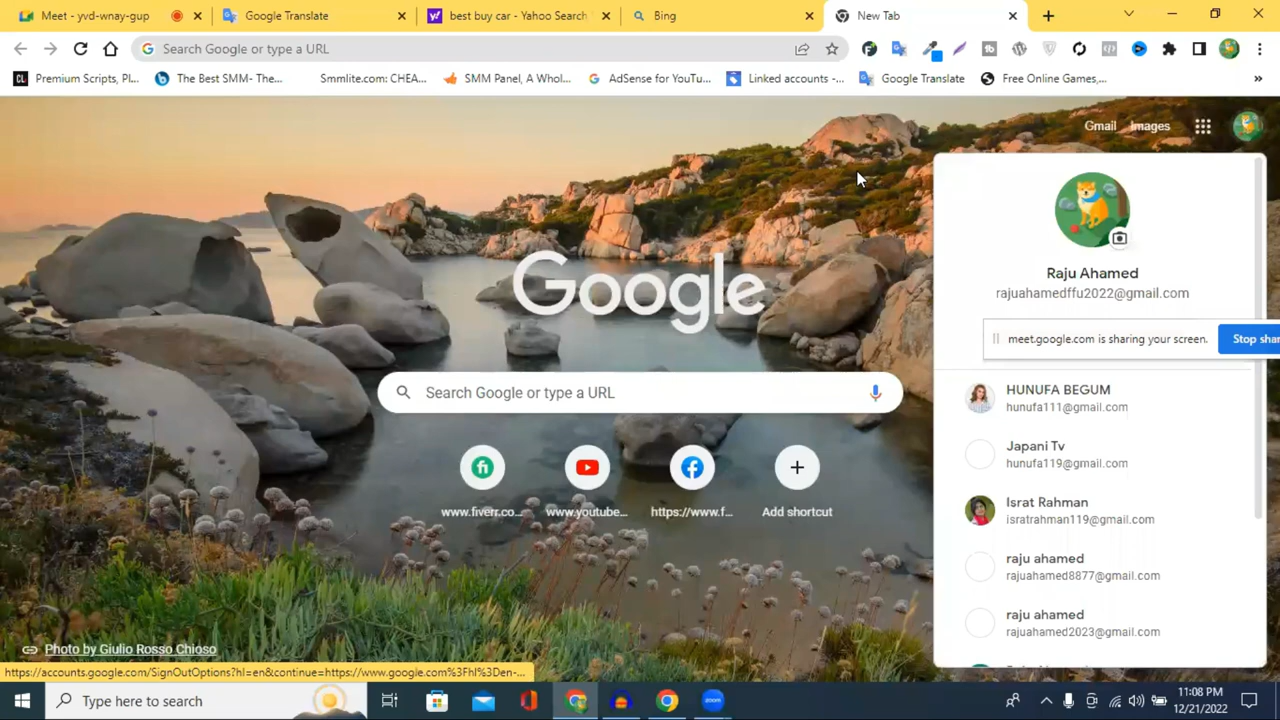 Meet - yvd-wnay-gup
Google Translate
best buy car - Yahoo Search
Bing
New Tab
Search Google or type a URL
Premium Scripts, Pl...
The Best SMM- The...
Smmlite.com: CHEA...
SMM Panel, A Whol...
AdSense for YouTu...
Linked accounts -...
Google Translate
Free Online Games,...
Gmail
Images
Raju Ahamed
rajuahamedffu2022@gmail.com
meet.google.com is sharing your screen.
Stop shar
HUNUFA BEGUM
hunufa111@gmail.com
Japani Tv
hunufa119@gmail.com
Israt Rahman
isratrahman119@gmail.com
raju ahamed
rajuahamed8877@gmail.com
raju ahamed
rajuahamed2023@gmail.com
Google
Search Google or type a URL
www.fiverr.co...
www.youtube...
https://www.f...
Add shortcut
Photo by Giulio Rosso Chioso
https://accounts.google.com/SignOutOptions?hl=en&continue=https://www.google.com%3Fhl%3Den-...
Type here to search
zoom
11:08 PM
12/21/2022